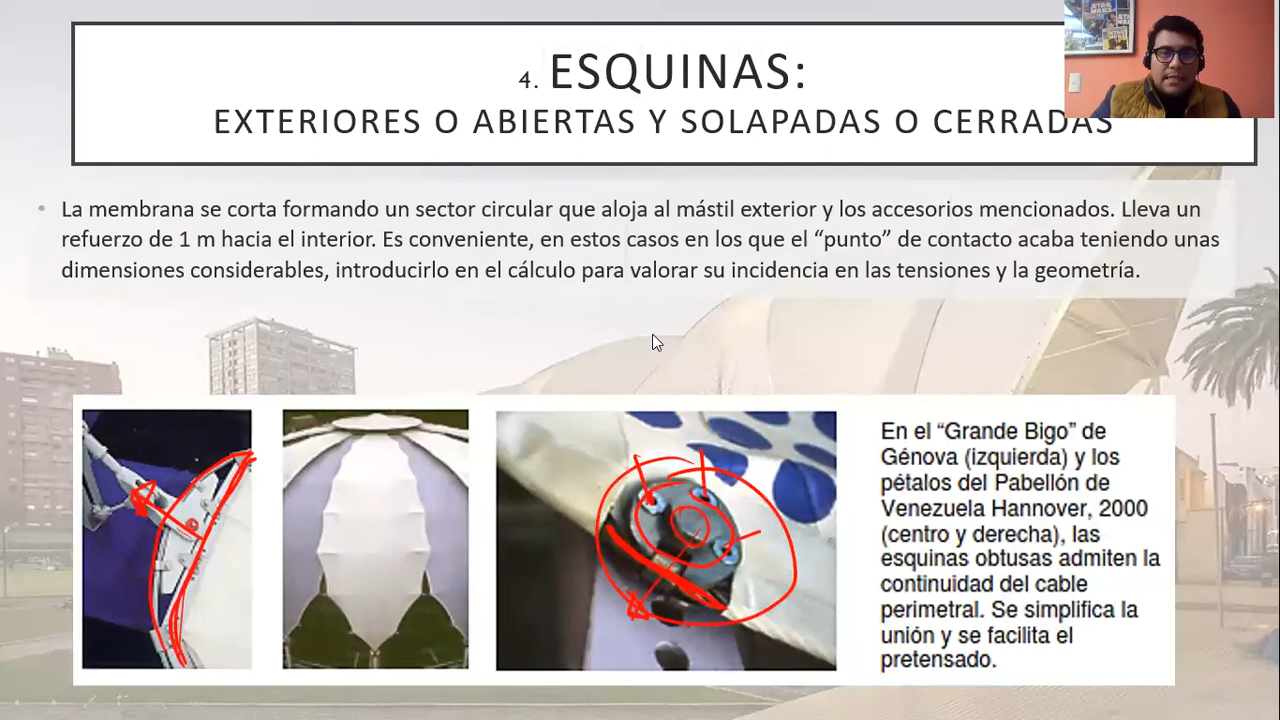 4. ESQUINAS:
EXTERIORES O ABIERTAS Y SOLAPADAS O CERRADAS
La membrana se corta formando un sector circular que aloja al mástil exterior y los accesorios mencionados. Lleva un
refuerzo de 1 m hacia el interior. Es conveniente, en estos casos en los que el “punto” de contacto acaba teniendo unas
dimensiones considerables, introducirlo en el cálculo para valorar su incidencia en las tensiones y la geometría.
En el “Grande Bigo” de
Génova (izquierda) y los
pétalos del Pabellón de
Venezuela Hannover, 2000
(centro y derecha), las
esquinas obtusas admiten la
continuidad del cable
perimetral. Se simplifica la
unión y se facilita el
pretensado.